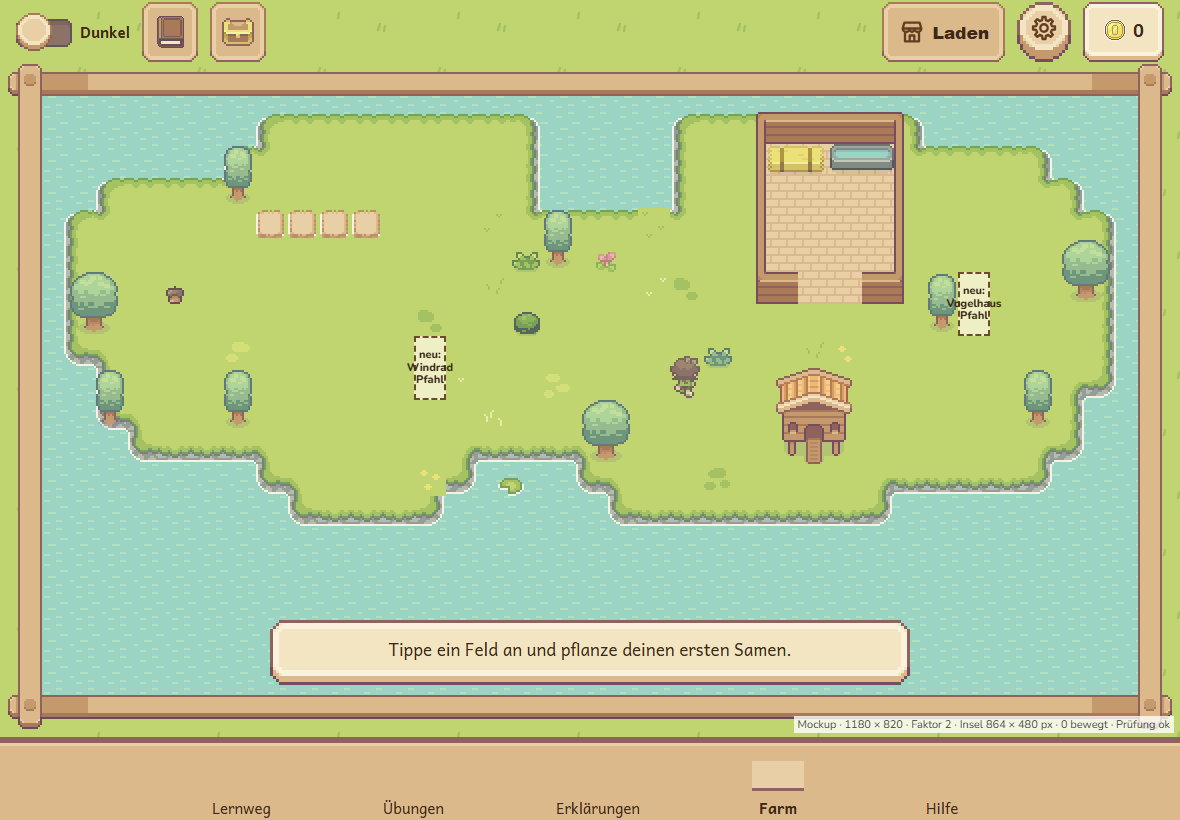 Dunkel
Laden
0
neu:
Vogelhaus
Pfahl
neu:
Windrad
Pfahl
Tippe ein Feld an und pflanze deinen ersten Samen.
Mockup · 1180 × 820 · Faktor 2 · Insel 864 × 480 px · 0 bewegt · Prüfung ok
Lernweg
Übungen
Erklärungen
Farm
Hilfe